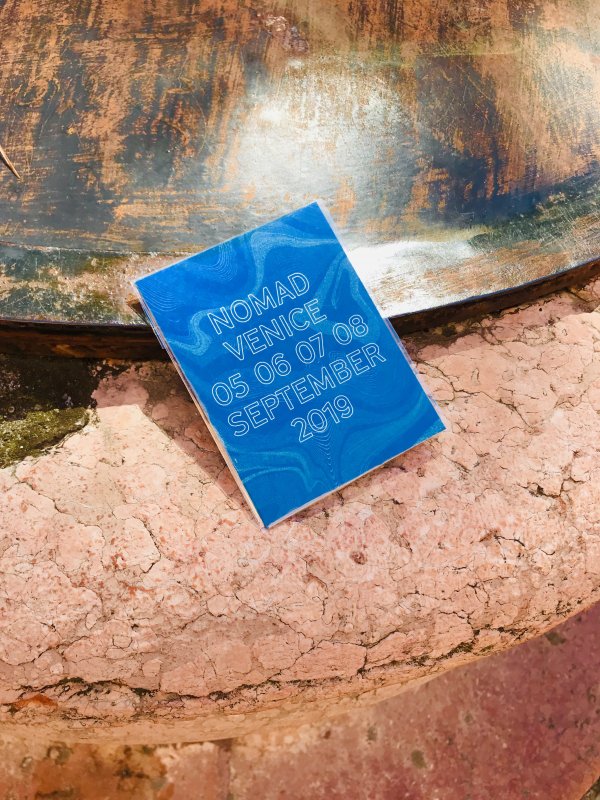 NOMAD
VENICE
05 06 07 08
SEPTEMBER
2019